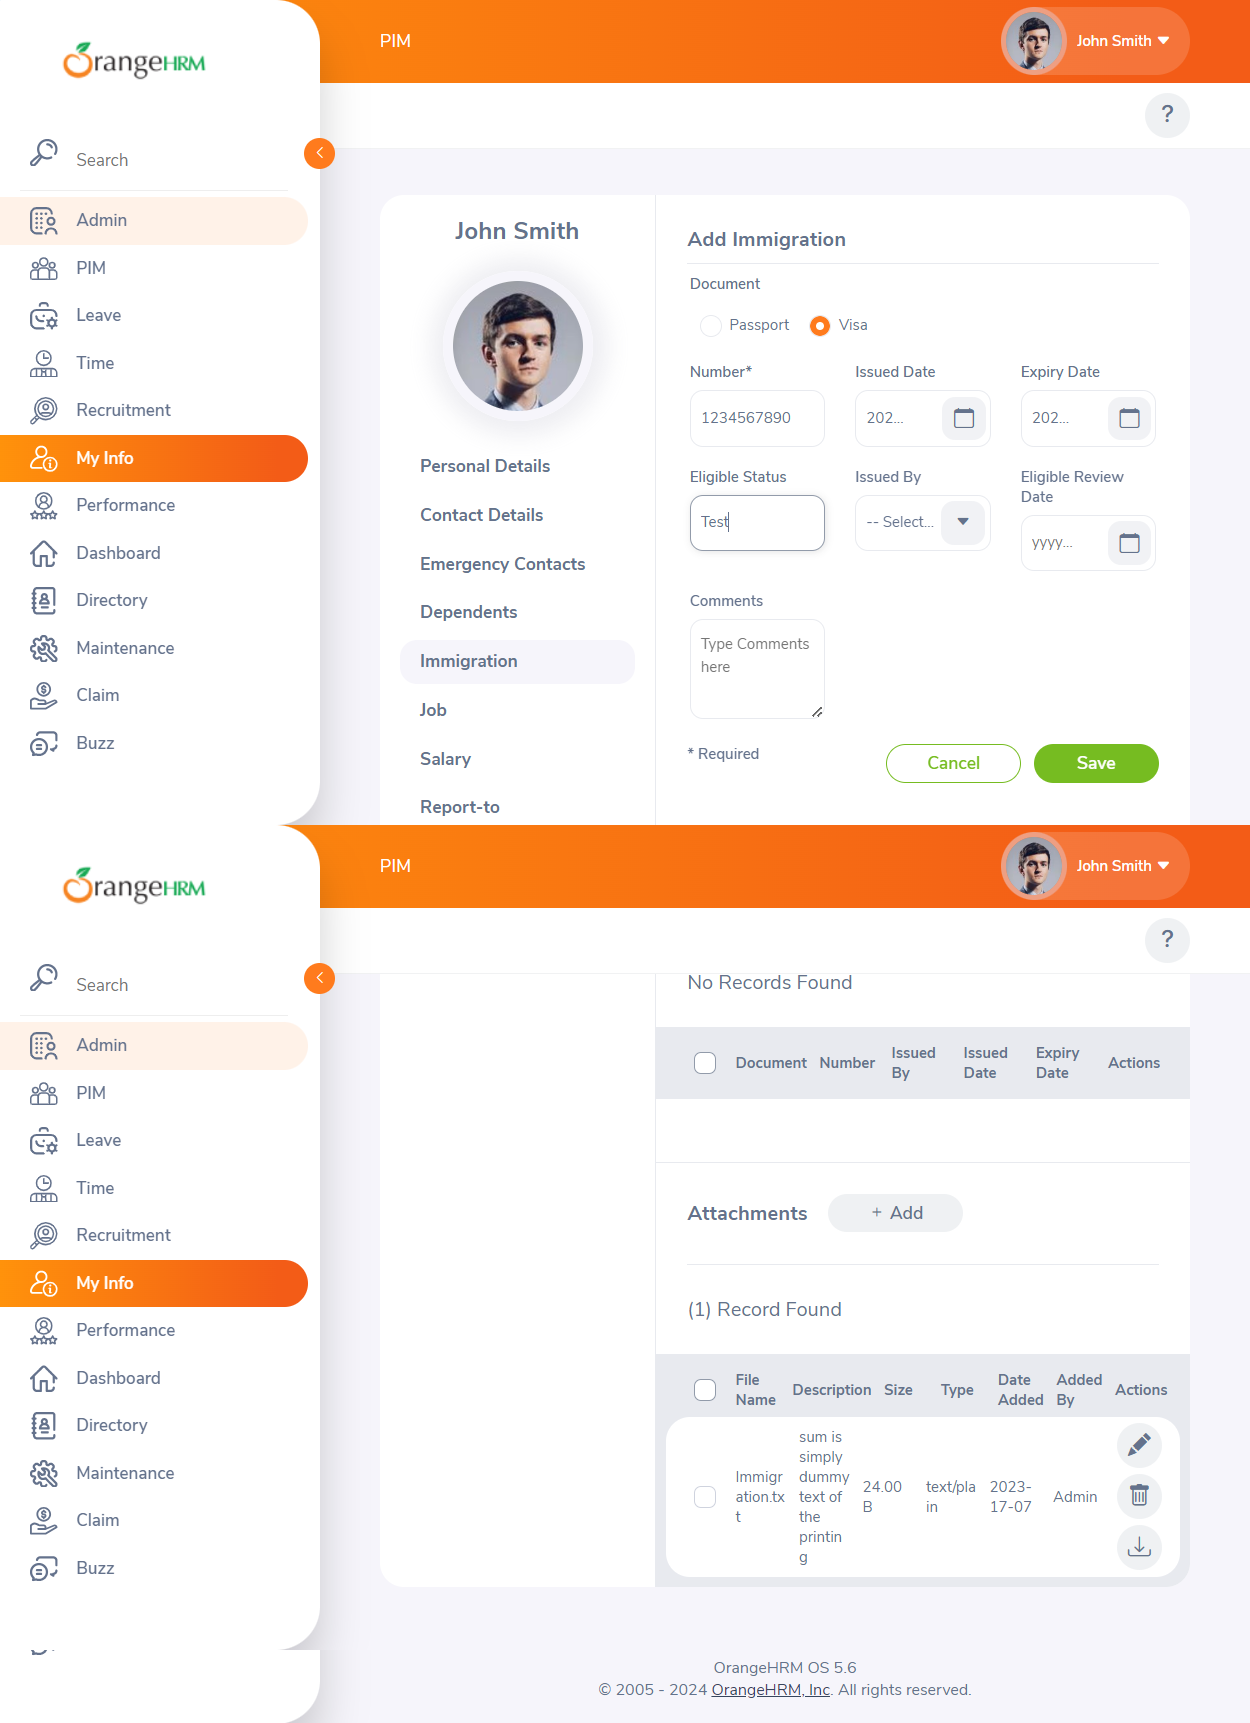 OrangeHRM
PIM
John Smith
?
Search
Admin
PIM
Leave
Time
Recruitment
My Info
Performance
Dashboard
Directory
Maintenance
Claim
Buzz
John Smith
Personal Details
Contact Details
Emergency Contacts
Dependents
Immigration
Job
Salary
Report-to
Add Immigration
Document
Passport Visa
Number* Issued Date Expiry Date
1234567890 202... 202...
Eligible Status Issued By Eligible Review
Date
Test -- Select... yyyy...
Comments
Type Comments
here
* Required Cancel Save
OrangeHRM
PIM
John Smith
?
Search
Admin
PIM
Leave
Time
Recruitment
My Info
Performance
Dashboard
Directory
Maintenance
Claim
Buzz
No Records Found
Document Number Issued
By Issued
Date Expiry
Date Actions
Attachments + Add
(1) Record Found
File
Name Description Size Type Date
Added Added
By Actions
Immigr
ation.tx
t
sum is
simply
dummy
text of
the
printin
g
24.00
B
text/pla
in
2023-
17-07
Admin
OrangeHRM OS 5.6
© 2005 - 2024 OrangeHRM, Inc. All rights reserved.